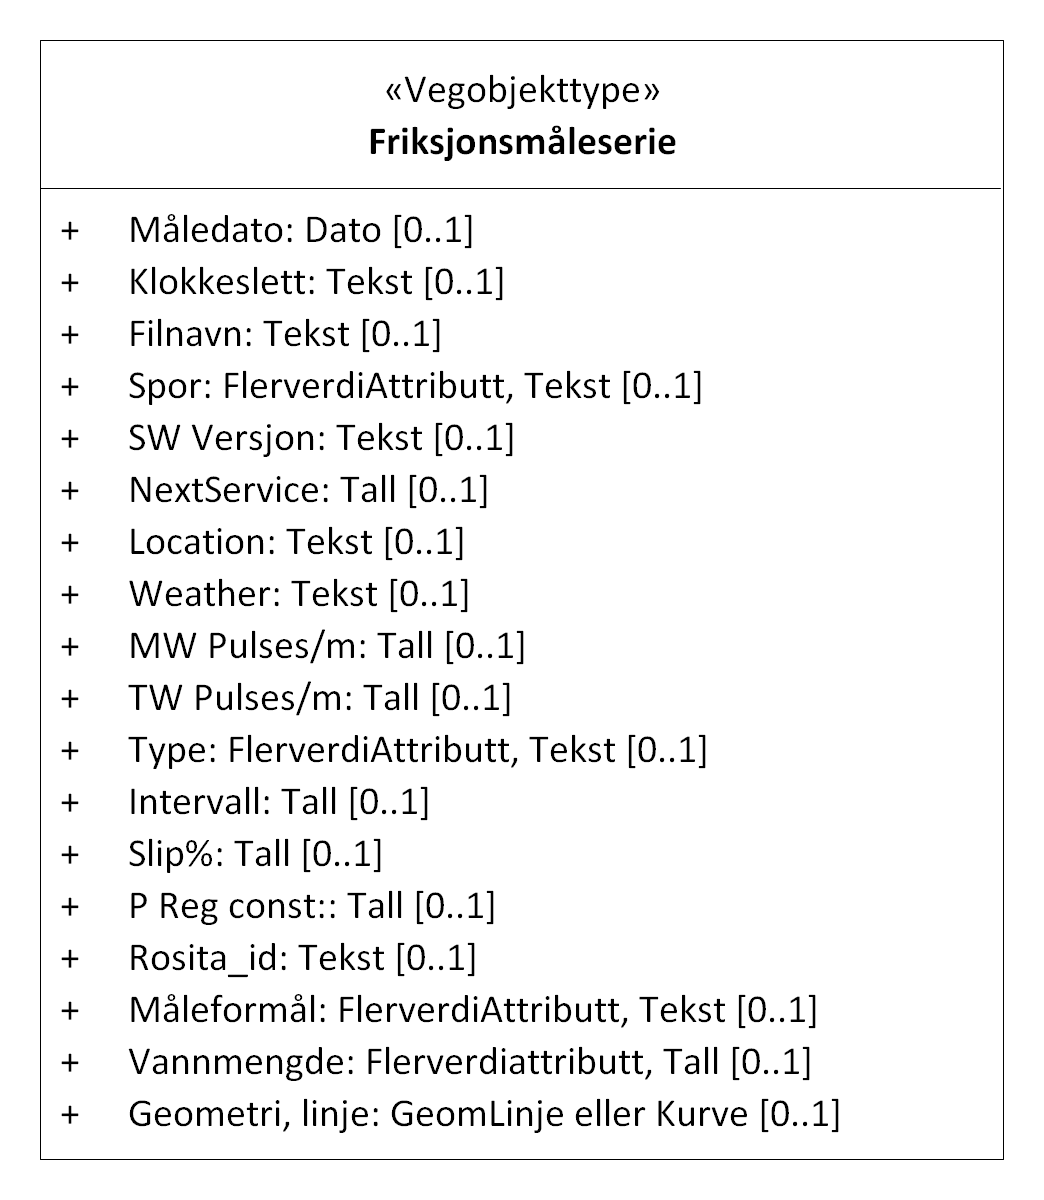 «Vegobjekttype»
Friksjonsmåleserie
+ Måledato: Dato [0..1]
+ Klokkeslett: Tekst [0..1]
+ Filnavn: Tekst [0..1]
+ Spor: FlerverdiAttributt, Tekst [0..1]
+ SW Versjon: Tekst [0..1]
+ NextService: Tall [0..1]
+ Location: Tekst [0..1]
+ Weather: Tekst [0..1]
+ MW Pulses/m: Tall [0..1]
+ TW Pulses/m: Tall [0..1]
+ Type: FlerverdiAttributt, Tekst [0..1]
+ Intervall: Tall [0..1]
+ Slip%: Tall [0..1]
+ P Reg const:: Tall [0..1]
+ Rosita_id: Tekst [0..1]
+ Måleformål: FlerverdiAttributt, Tekst [0..1]
+ Vannmengde: Flerverdiattributt, Tall [0..1]
+ Geometri, linje: GeomLinje eller Kurve [0..1]